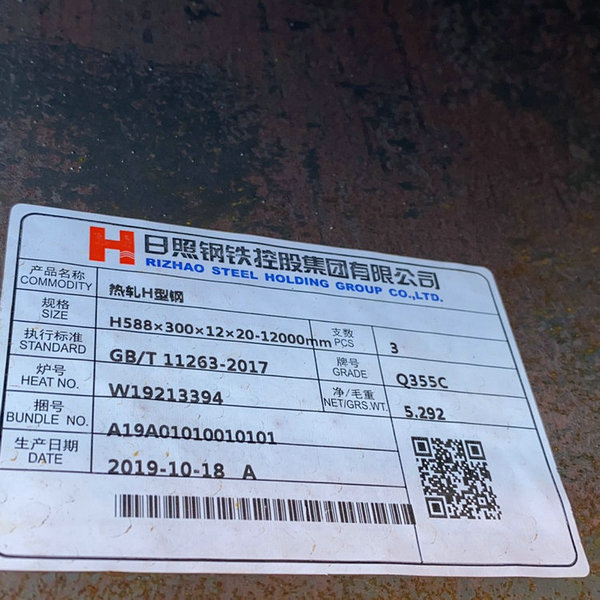 H 日照钢铁控股集团有限公司
RIZHAO STEEL HOLDING GROUP CO.,LTD.
产品名称 热轧H型钢
COMMODITY
规格 H588×300×12×20-12000mm 支数 3
SIZE PCS
执行标准 GB/T 11263-2017 牌号 Q355C
STANDARD GRADE
炉号 W19213394 净/毛重 5.292
HEAT NO. NET/GRS.WT.
捆号 A19A01010010101
BUNDLE NO.
生产日期 2019-10-18 A
DATE